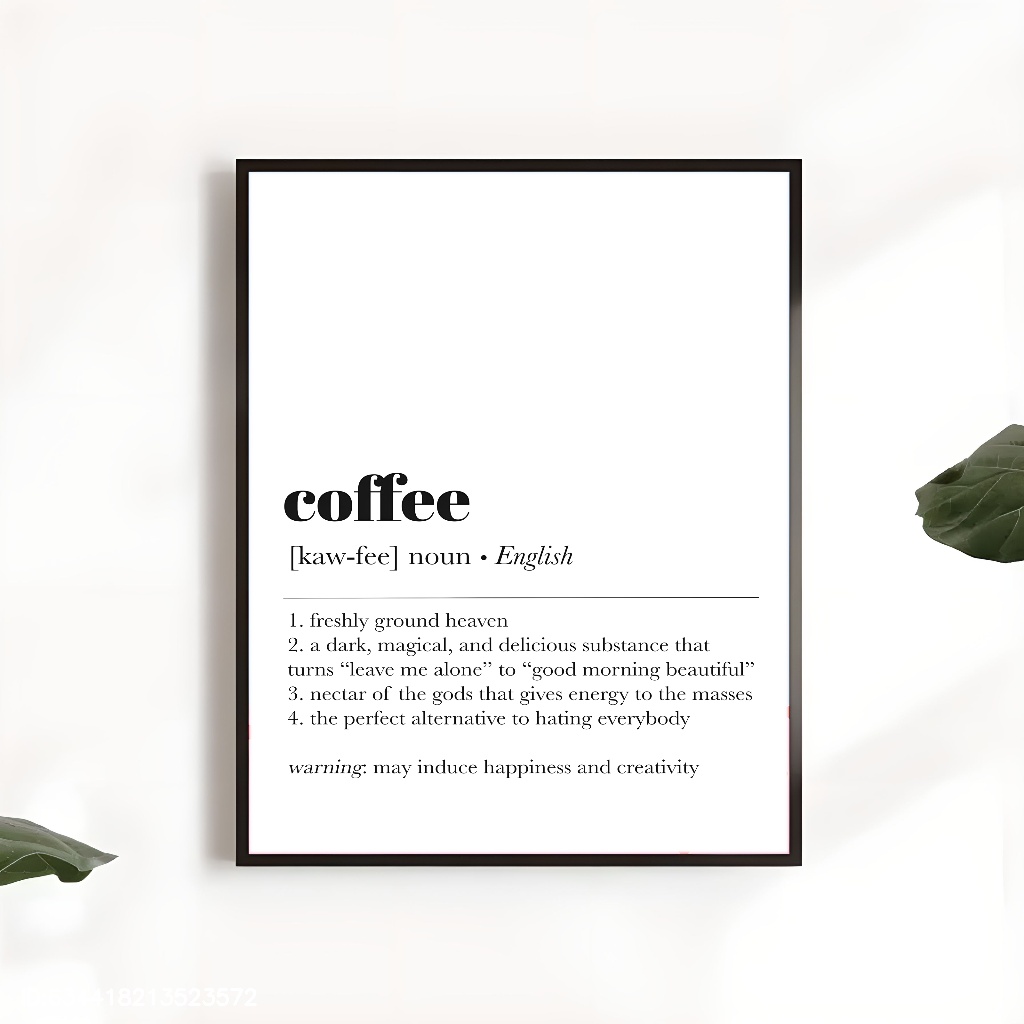 coffee
[kaw-fee] noun • English
1. freshly ground heaven
2. a dark, magical, and delicious substance that
turns “leave me alone” to “good morning beautiful”
3. nectar of the gods that gives energy to the masses
4. the perfect alternative to hating everybody
warning: may induce happiness and creativity